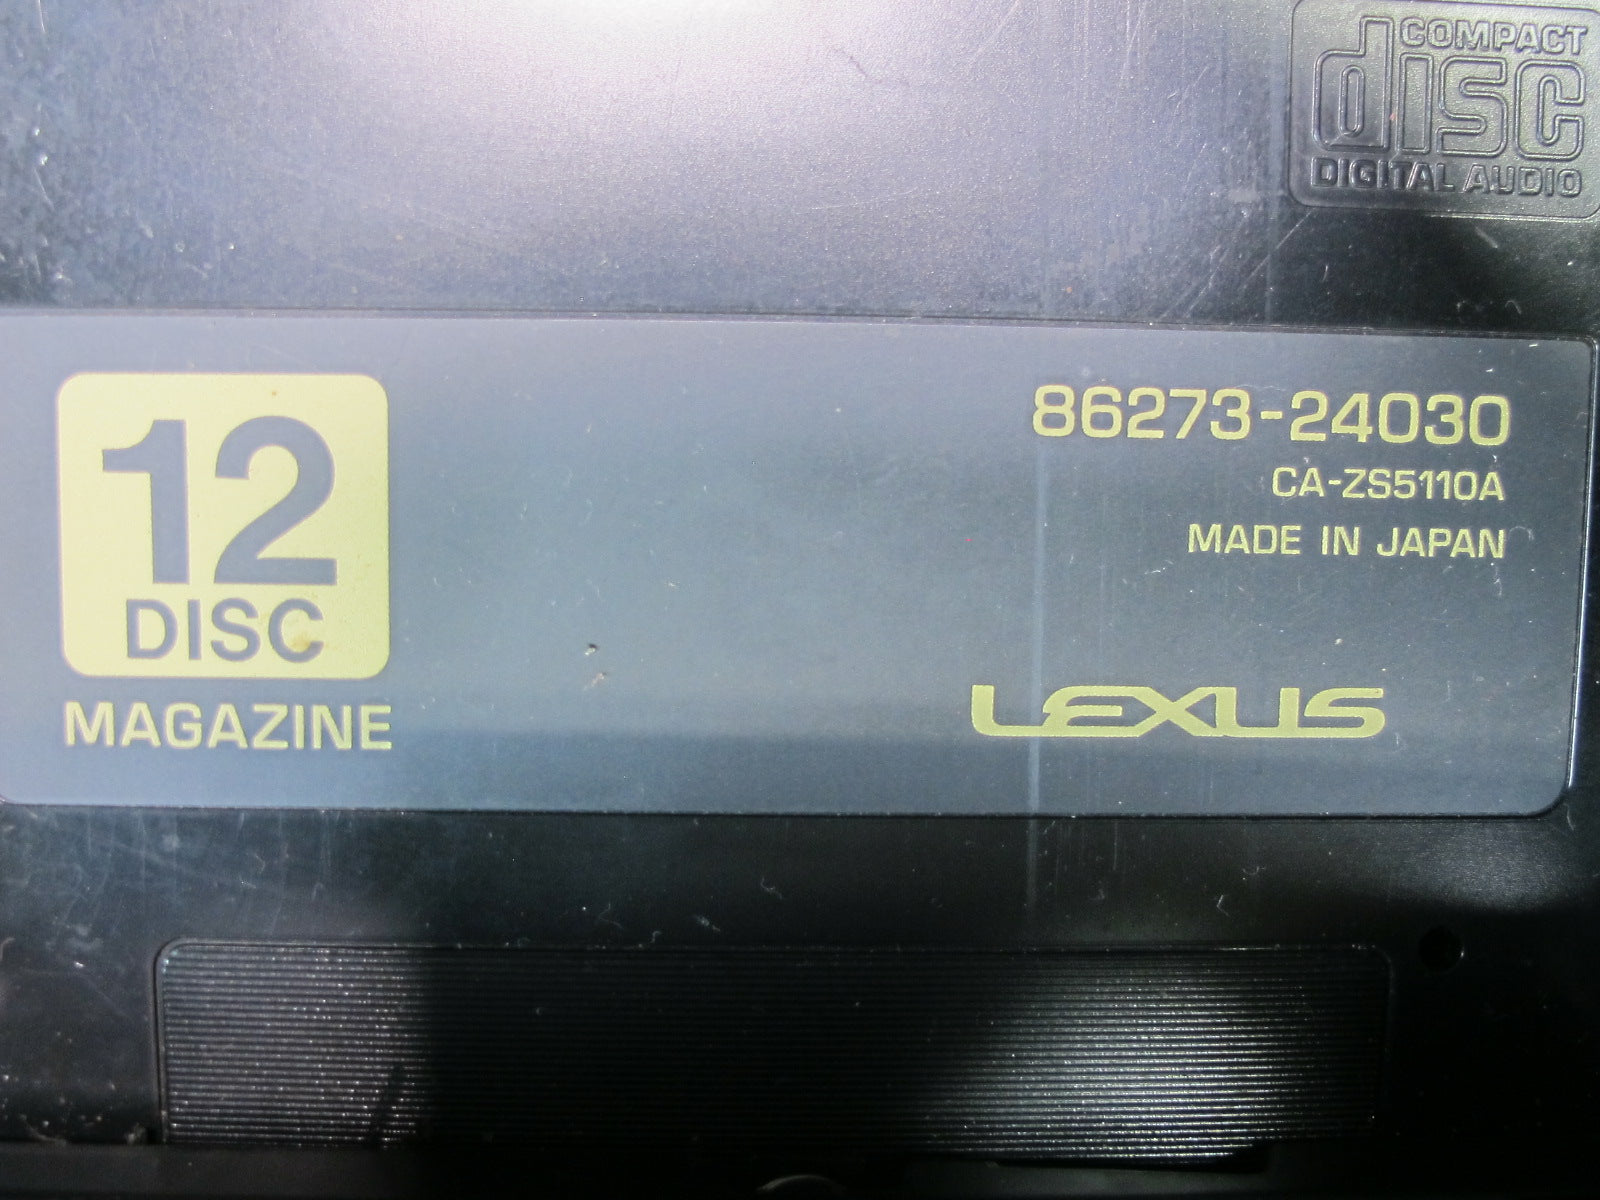 COMPACT
disc
DIGITAL AUDIO
12
DISC
MAGAZINE
86273-24030
CA-ZS5110A
MADE IN JAPAN
LEXUS